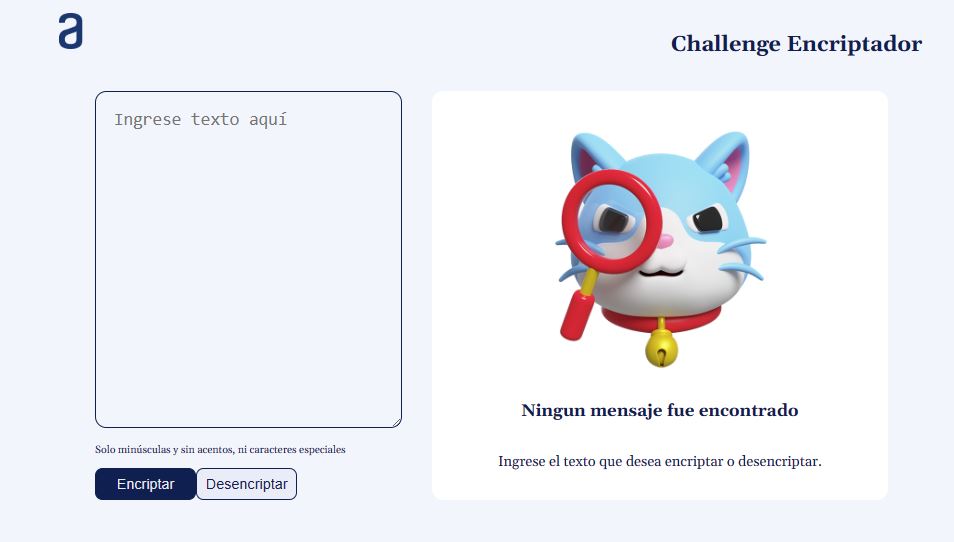 a
Challenge Encriptador
Ingrese texto aquí
Solo minúsculas y sin acentos, ni caracteres especiales
Encriptar
Desencriptar
Ningun mensaje fue encontrado
Ingrese el texto que desea encriptar o desencriptar.